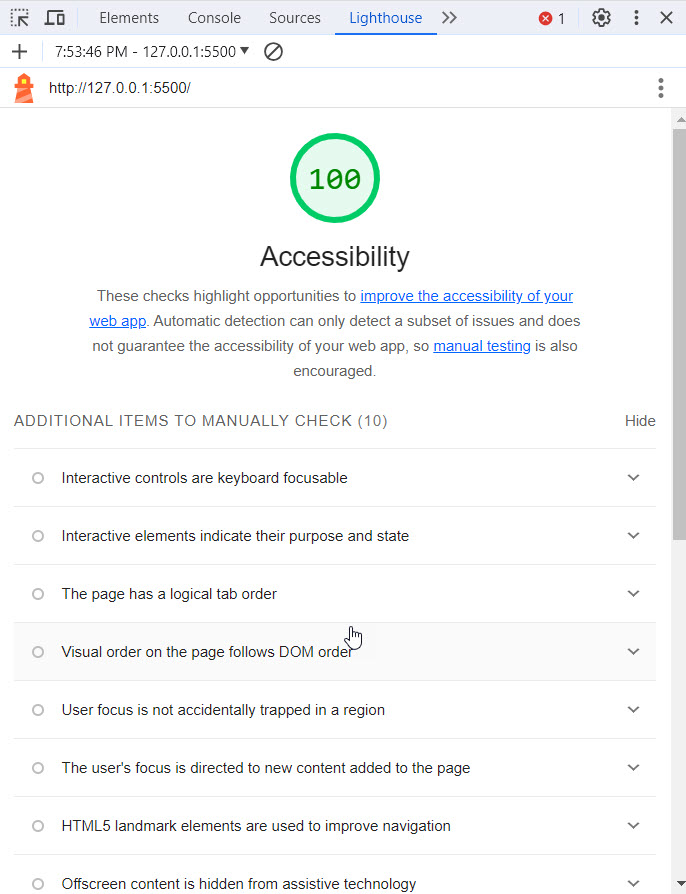 Elements Console Sources Lighthouse 1
7:53:46 PM - 127.0.0.1:5500
http://127.0.0.1:5500/
100
Accessibility
These checks highlight opportunities to improve the accessibility of your
web app. Automatic detection can only detect a subset of issues and does
not guarantee the accessibility of your web app, so manual testing is also
encouraged.
ADDITIONAL ITEMS TO MANUALLY CHECK (10) Hide
Interactive controls are keyboard focusable
Interactive elements indicate their purpose and state
The page has a logical tab order
Visual order on the page follows DOM order
User focus is not accidentally trapped in a region
The user's focus is directed to new content added to the page
HTML5 landmark elements are used to improve navigation
Offscreen content is hidden from assistive technology